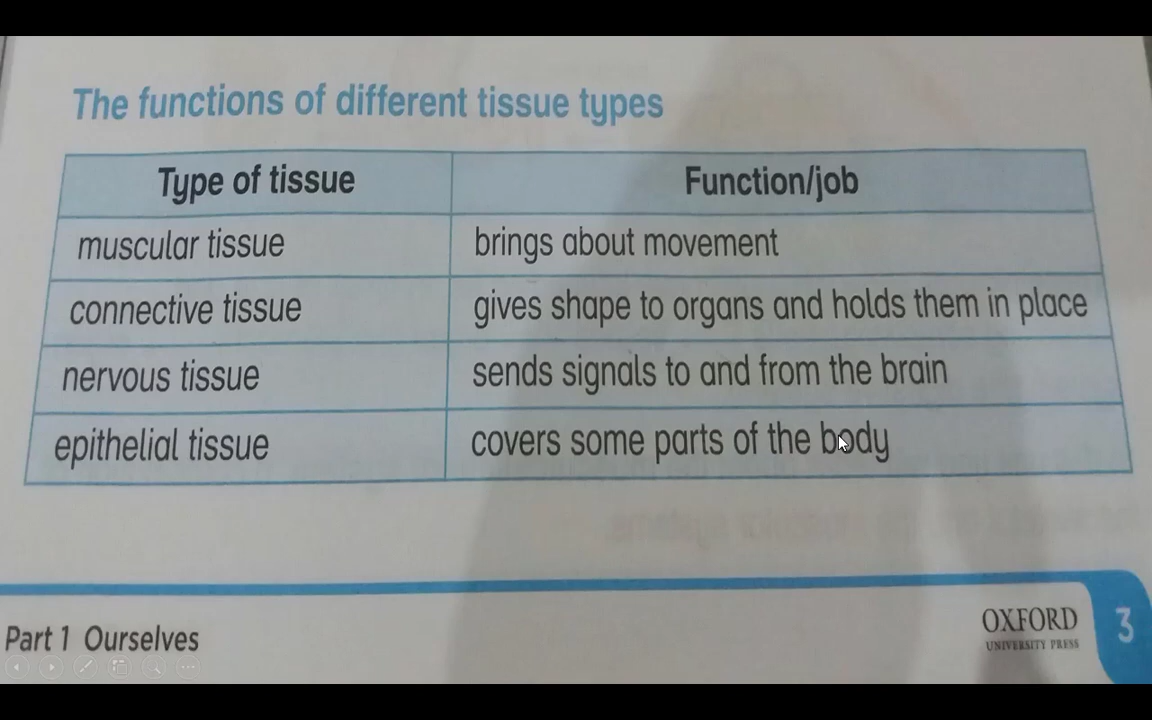 The functions of different tissue types
Type of tissue Function/job
muscular tissue brings about movement
connective tissue gives shape to organs and holds them in place
nervous tissue sends signals to and from the brain
epithelial tissue covers some parts of the body
Part 1 Ourselves
OXFORD
UNIVERSITY PRESS
3